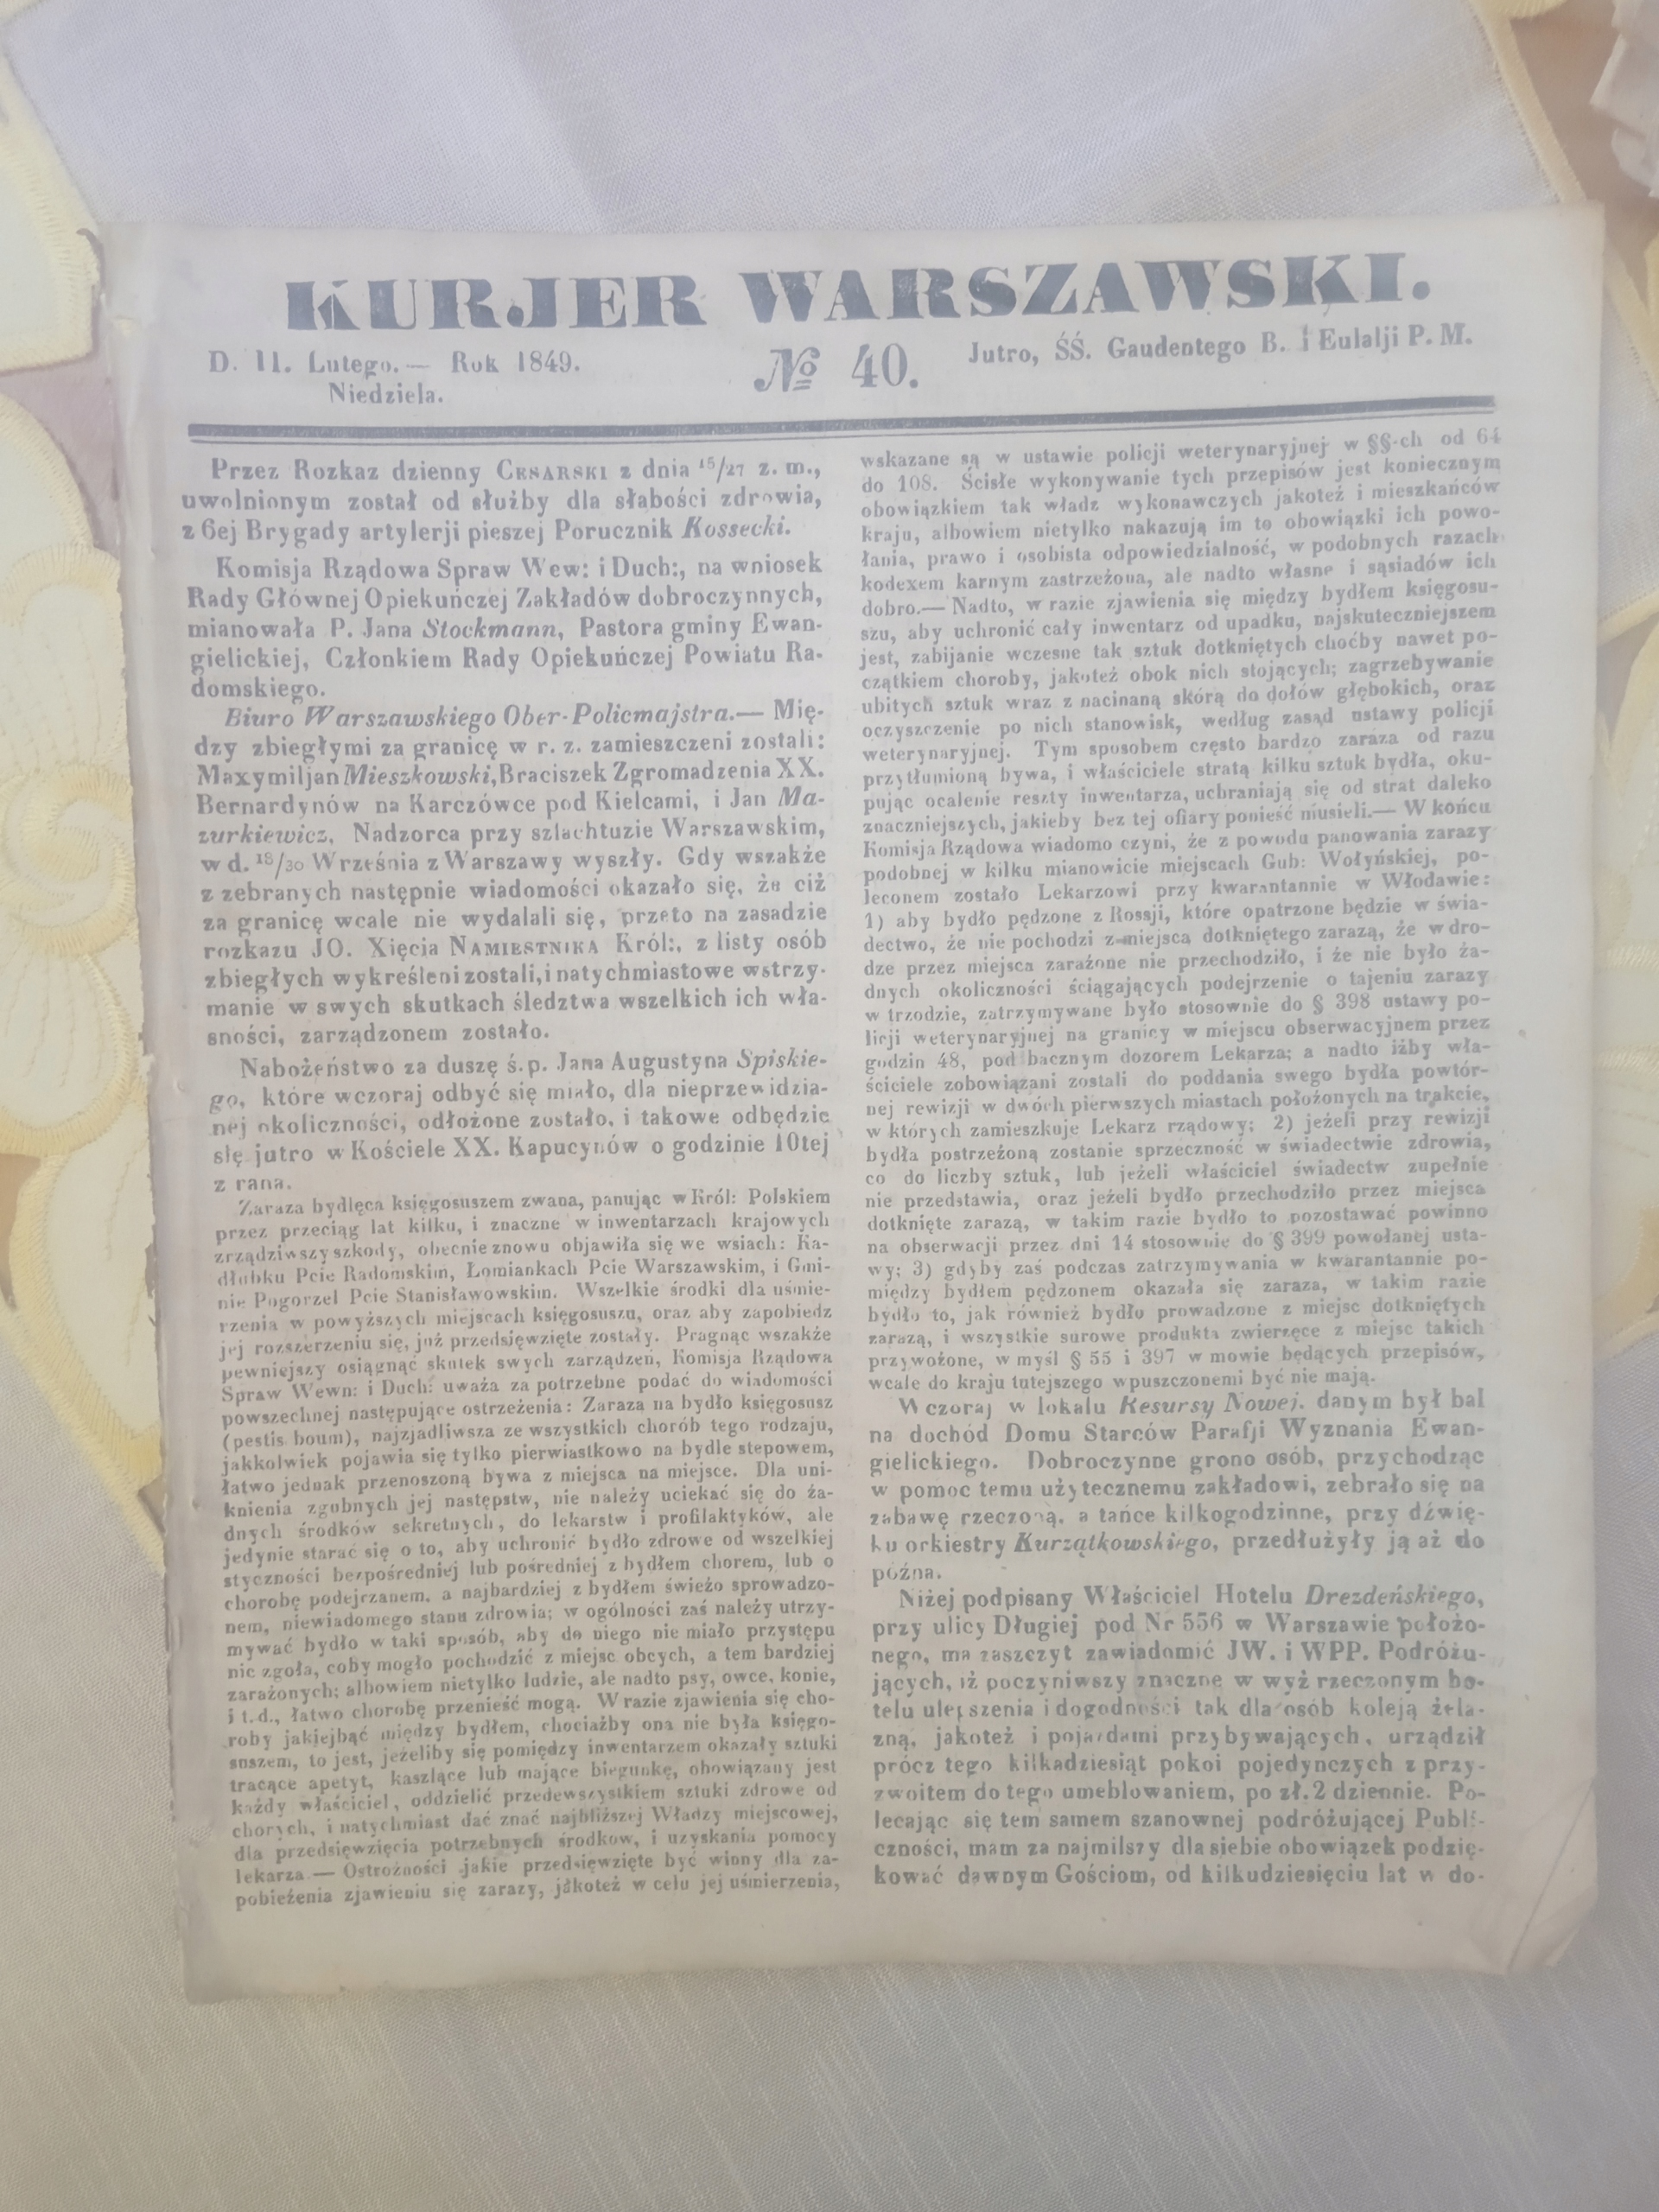 KURJER WARSZAWSKI.
D. 11. Lutego.— Rok 1849.
Niedziela.
№ 40.
Jutro, ŚŚ. Gaudentego B. i Eulalji P. M.
Przez Rozkaz dzienny CESARSKI z dnia 15/27 z. m.,
uwolnionym został od służby dla słabości zdrowia,
z 6ej Brygady artylerji pieszej Porucznik Kossecki.
Komisja Rządowa Spraw Wew: i Duch:, na wniosek
Rady Głównej Opiekuńczej Zakładów dobroczynnych,
mianowała P. Jana Stockmann, Pastora gminy Ewan-
gielickiej, Członkiem Rady Opiekuńczej Powiatu Ra-
domskiego.
Biuro Warszawskiego Ober-Policmajstra.— Mię-
dzy zbiegłymi za granicę w r. z. zamieszczeni zostali:
Maxymiljan Mieszkowski, Braciszek Zgromadzenia XX.
Bernardynów na Karczówce pod Kielcami, i Jan Ma-
zurkiewicz, Nadzorca przy szlachtuzie Warszawskim,
w d. 18/30 Września z Warszawy wyszły. Gdy wszakże
z zebranych następnie wiadomości okazało się, że ciż
za granicę wcale nie wydalali się, przeto na zasadzie
rozkazu JO. Xięcia NAMIESTNIKA Król:, z listy osób
zbiegłych wykreśleni zostali, i natychmiastowe wstrzy-
manie w swych skutkach śledztwa wszelkich ich wła-
sności, zarządzonem zostało.
Nabożeństwo za duszę ś. p. Jana Augustyna Spiskie-
go, które wczoraj odbyć się miało, dla nieprzewidzia-
nej okoliczności, odłożone zostało, i takowe odbędzie
się jutro w Kościele XX. Kapucynów o godzinie 10tej
z rana.
Zaraza bydlęca księgosuszem zwana, panując w Król: Polskiem
przez przeciąg lat kilku, i znaczne w inwentarzach krajowych
zrządziwszy szkody, obecnie znowu objawiła się we wsiach: Ka-
dłubku Pcie Radomskim, Łomiankach Pcie Warszawskim, i Gmi-
nie Pogorzel Pcie Stanisławowskim. Wszelkie środki dla uśmie-
rzenia w powyższych miejscach księgosuszu, oraz aby zapobiedz
jej rozszerzeniu się, już przedsięwzięte zostały. Pragnąc wszakże
pewniejszy osiągnąć skutek swych zarządzeń, Komisja Rządowa
Spraw Wewn: i Duch: uważa za potrzebne podać do wiadomości
powszechnej następujące ostrzeżenia: Zaraza na bydło księgosusz
(pestis boum), najzjadliwsza ze wszystkich chorób tego rodzaju,
jakkolwiek pojawia się tylko pierwiastkowo na bydle stepowem,
łatwo jednak przenoszoną bywa z miejsca na miejsce. Dla uni-
knienia zgubnych jej następstw, nie należy uciekać się do ża-
dnych środków sekretnych, do lekarstw i profilaktyków, ale
jedynie starać się o to, aby uchronić bydło zdrowe od wszelkiej
styczności bezpośredniej lub pośredniej z bydłem chorem, lub o
chorobę podejrzanem, a najbardziej z bydłem świeżo sprowadzo-
nem, niewiadomego stanu zdrowia; w ogólności zaś należy utrzy-
mywać bydło w taki sposób, aby do niego nie miało przystępu
nic zgoła, coby mogło pochodzić z miejsc obcych, a tem bardziej
zarażonych; albowiem nietylko ludzie, ale nadto psy, owce, konie,
i t. d., łatwo chorobę przenieść mogą. W razie zjawienia się cho-
roby jakiejbąć między bydłem, chociażby ona nie była księgo-
suszem, to jest, jeżeliby się pomiędzy inwentarzem okazały sztuki
tracące apetyt, kaszlące lub mające biegunkę, obowiązany jest
każdy właściciel, oddzielić przedewszystkiem sztuki zdrowe od
chorych, i natychmiast dać znać najbliższej Władzy miejscowej,
dla przedsięwzięcia potrzebnych środkow, i uzyskania pomocy
lekarza.— Ostrożności jakie przedsięwzięte być winny dla za-
pobieżenia zjawieniu się zarazy, jakoteż w celu jej uśmierzenia,
wskazane są w ustawie policji weterynaryjnej w §§-ch od 64
do 108. Ścisłe wykonywanie tych przepisów jest koniecznym
obowiązkiem tak władz wykonawczych jakoteż i mieszkańców
kraju, albowiem nietylko nakazują im to obowiązki ich powo-
łania, prawo i osobista odpowiedzialność, w podobnych razach
kodexem karnym zastrzeżona, ale nadto własne i sąsiadów ich
dobro.— Nadto, w razie zjawienia się między bydłem księgosu-
szu, aby uchronić cały inwentarz od upadku, najskuteczniejszem
jest, zabijanie wczesne tak sztuk dotkniętych choćby nawet po-
czątkiem choroby, jakoteż obok nich stojących; zagrzebywanie
ubitych sztuk wraz z nacinaną skórą do dołów głębokich, oraz
oczyszczenie po nich stanowisk, według zasad ustawy policji
weterynaryjnej. Tym sposobem często bardzo zaraza od razu
przytłumioną bywa, i właściciele stratą kilku sztuk bydła, oku-
pując ocalenie reszty inwentarza, uchraniają się od strat daleko
znaczniejszych, jakieby bez tej ofiary ponieść musieli.— W końcu
Komisja Rządowa wiadomo czyni, że z powodu panowania zarazy
podobnej w kilku mianowicie miejscach Gub: Wołyńskiej, po-
leconem zostało Lekarzowi przy kwarantannie w Włodawie:
1) aby bydło pędzone z Rossji, które opatrzone będzie w świa-
dectwo, że nie pochodzi z miejsca dotkniętego zarazą, że w dro-
dze przez miejsca zarażone nie przechodziło, i że nie było ża-
dnych okoliczności ściągających podejrzenie o tajeniu zarazy
w trzodzie, zatrzymywane było stosownie do § 398 ustawy po-
licji weterynaryjnej na granicy w miejscu obserwacyjnem przez
godzin 48, pod bacznym dozorem Lekarza; a nadto iżby wła-
ściciele zobowiązani zostali do poddania swego bydła powtór-
nej rewizji w dwóch pierwszych miastach położonych na trakcie,
w których zamieszkuje Lekarz rządowy; 2) jeżeli przy rewizji
bydła postrzeżoną zostanie sprzeczność w świadectwie zdrowia,
co do liczby sztuk, lub jeżeli właściciel świadectw zupełnie
nie przedstawia, oraz jeżeli bydło przechodziło przez miejsca
dotknięte zarazą, w takim razie bydło to pozostawać powinno
na obserwacji przez dni 14 stosownie do § 399 powołanej usta-
wy; 3) gdyby zaś podczas zatrzymywania w kwarantannie po-
między bydłem pędzonem okazała się zaraza, w takim razie
bydło to, jak również bydło prowadzone z miejsc dotkniętych
zarazą, i wszystkie surowe produkta zwierzęce z miejsc takich
przywożone, w myśl § 55 i 397 w mowie będących przepisów,
wcale do kraju tutejszego wpuszczonemi być nie mają.
Wczoraj w lokalu Resursy Nowej, danym był bal
na dochód Domu Starców Parafji Wyznania Ewan-
gielickiego. Dobroczynne grono osób, przychodząc
w pomoc temu użytecznemu zakładowi, zebrało się na
zabawę rzeczoną, a tańce kilkogodzinne, przy dźwię-
ku orkiestry Kurzątkowskiego, przedłużyły ją aż do
późna.
Niżej podpisany Właściciel Hotelu Drezdeńskiego,
przy ulicy Długiej pod Nr 556 w Warszawie położo-
nego, ma zaszczyt zawiadomić JW. i WPP. Podróżu-
jących, iż poczyniwszy znaczne w wyż rzeczonym ho-
telu ulepszenia i dogodności tak dla osób koleją żela-
zną, jakoteż i pojazdami przybywających, urządził
prócz tego kilkadziesiąt pokoi pojedynczych z przy-
zwoitem do tego umeblowaniem, po zł. 2 dziennie. Po-
lecając się tem samem szanownej podróżującej Publi-
czności, mam za najmilszy dla siebie obowiązek podzię-
kować dawnym Gościom, od kilkudziesięciu lat w do-